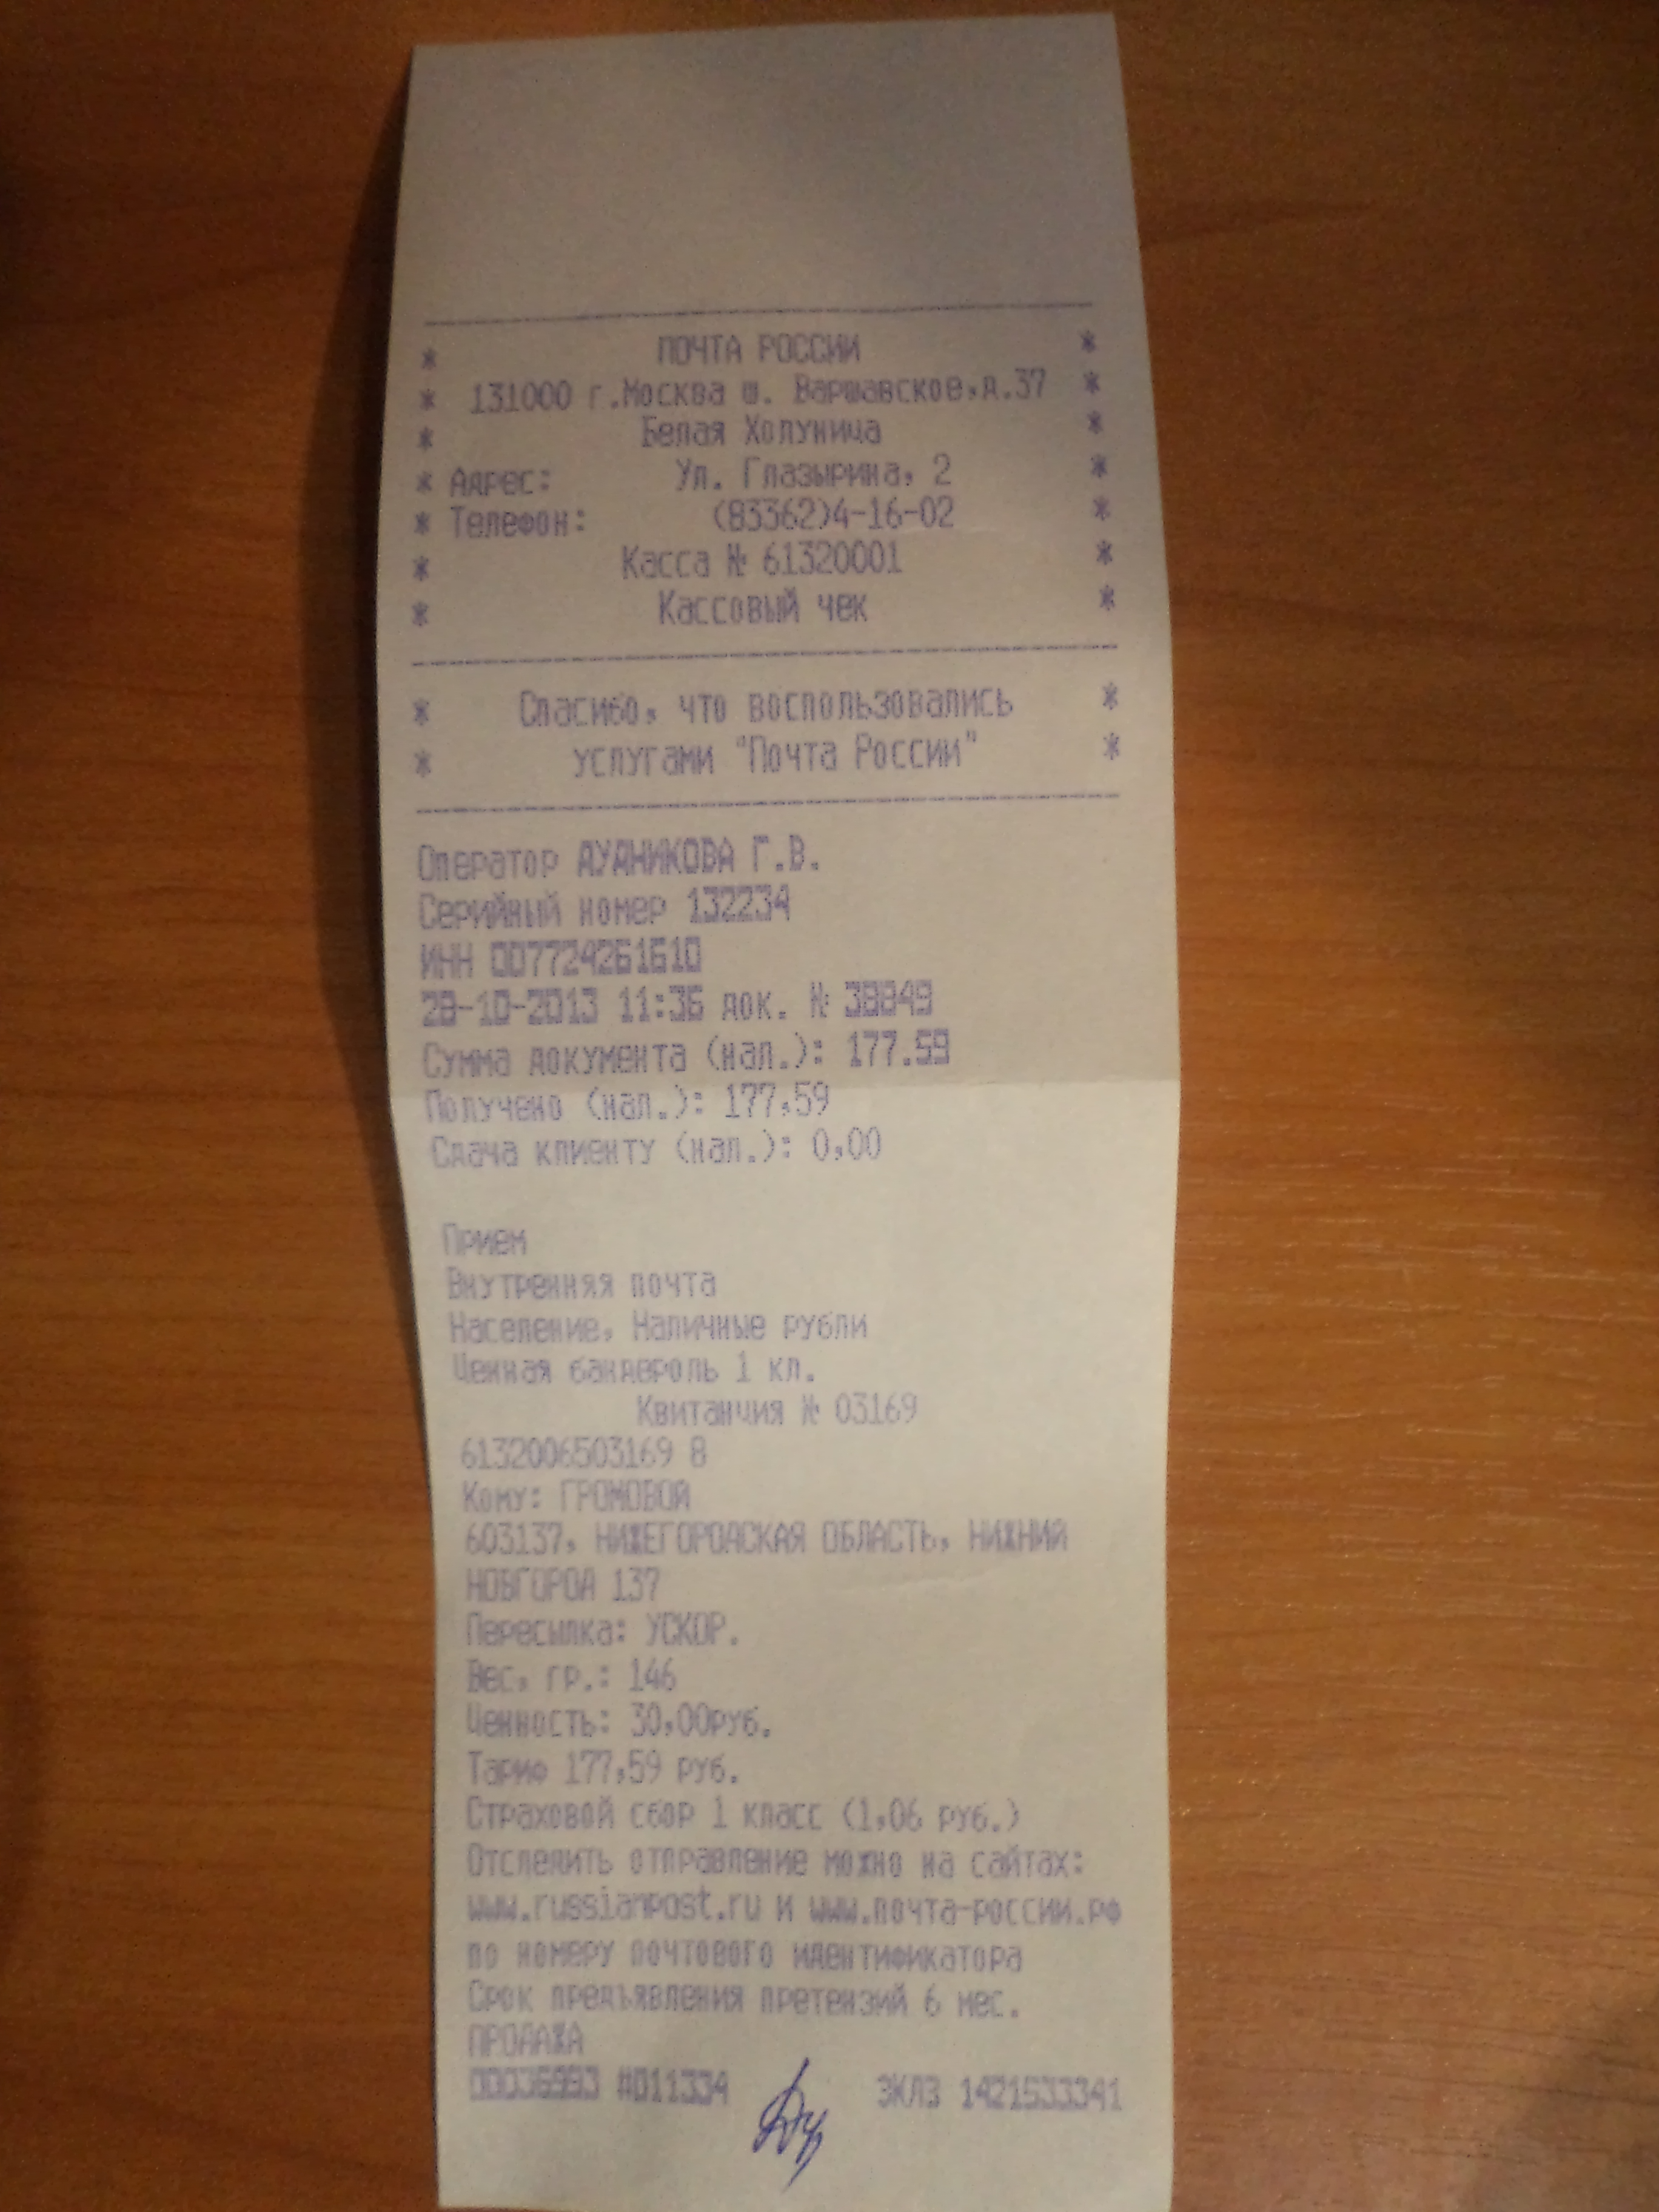 * ПОЧТА РОССИИ *
* 131000 г.Москва ш. Варшавское,д.37 *
* Белая Холуница *
* Адрес: Ул. Глазырина, 2 *
* Телефон: (83362)4-16-02 *
* Касса № 61320001 *
* Кассовый чек *
* Спасибо, что воспользовались *
* услугами "Почта России" *
Оператор ДУДНИКОВА Г.В.
Серийный номер 132234
ИНН 007724261610
28-10-2013 11:36 док. № 38849
Сумма документа (нал.): 177.59
Получено (нал.): 177,59
Сдача клиенту (нал.): 0,00
Прием
Внутренняя почта
Население, Наличные рубли
Ценная бандероль 1 кл.
Квитанция № 03169
6132006503169 8
Кому: ГРОМОВОЙ
603137, НИЖЕГОРОДСКАЯ ОБЛАСТЬ, НИЖНИЙ
НОВГОРОД 137
Пересылка: УСКОР.
Вес, гр.: 146
Ценность: 30,00руб.
Тариф 177,59 руб.
Страховой сбор 1 класс (1,06 руб.)
Отследить отправление можно на сайтах:
www.russianpost.ru и www.почта-россии.рф
по номеру почтового идентификатора
Срок предъявления претензий 6 мес.
ПРОДАЖА
00036993 #011334 ЭКЛЗ 1421533341